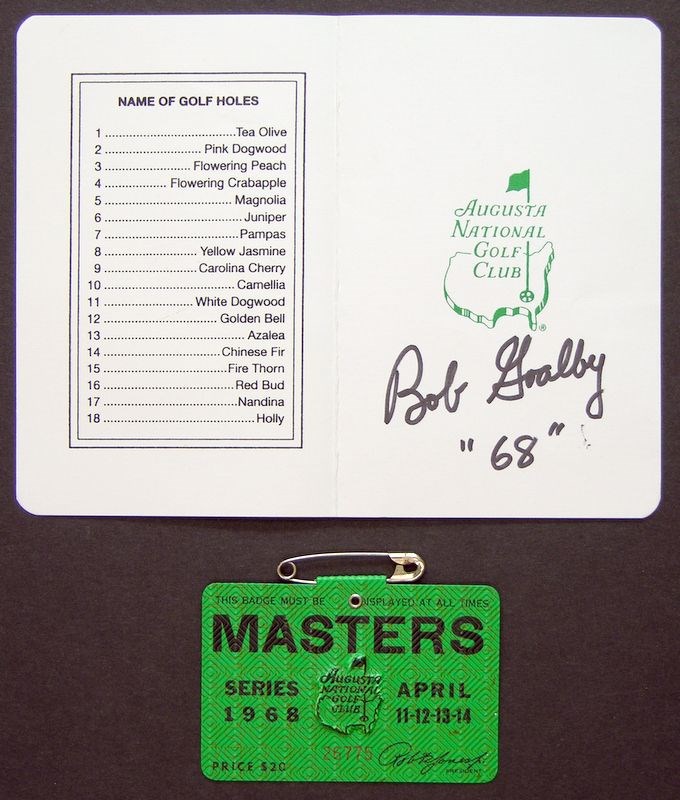 NAME OF GOLF HOLES
1 ........................................Tea Olive
2 ............................. Pink Dogwood
3 .......................... Flowering Peach
4 ................... Flowering Crabapple
5 ........................................ Magnolia
6 ........................................... Juniper
7 ......................................... Pampas
8 ............................ Yellow Jasmine
9 ............................ Carolina Cherry
10 ....................................... Camellia
11 ............................ White Dogwood
12 .................................. Golden Bell
13 .......................................... Azalea
14 ................................... Chinese Fir
15 ..................................... Fire Thorn
16 ....................................... Red Bud
17 ........................................Nandina
18 .............................................Holly
AUGUSTA
NATIONAL
GOLF
CLUB
®
Bob Goalby
"68"
THIS BADGE MUST BE DISPLAYED AT ALL TIMES
MASTERS
SERIES
1968
AUGUSTA
NATIONAL
GOLF
CLUB
APRIL
11-12-13-14
25775
PRICE $20
Robt T Jones Jr.
PRESIDENT